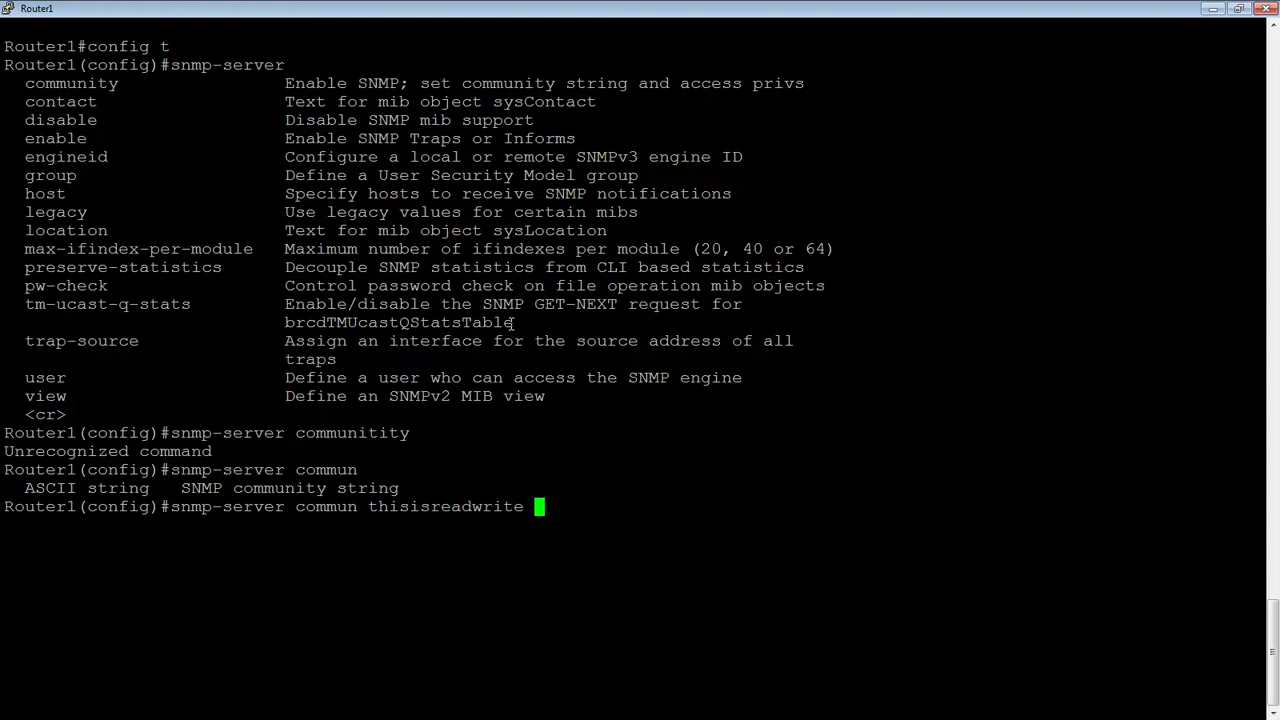 Router1
Router1#config t
Router1(config)#snmp-server
community Enable SNMP; set community string and access privs
contact Text for mib object sysContact
disable Disable SNMP mib support
enable Enable SNMP Traps or Informs
engineid Configure a local or remote SNMPv3 engine ID
group Define a User Security Model group
host Specify hosts to receive SNMP notifications
legacy Use legacy values for certain mibs
location Text for mib object sysLocation
max-ifindex-per-module Maximum number of ifindexes per module (20, 40 or 64)
preserve-statistics Decouple SNMP statistics from CLI based statistics
pw-check Control password check on file operation mib objects
tm-ucast-q-stats Enable/disable the SNMP GET-NEXT request for
brcdTMUcastQStatsTable
trap-source Assign an interface for the source address of all
traps
user Define a user who can access the SNMP engine
view Define an SNMPv2 MIB view
<cr>
Router1(config)#snmp-server communitity
Unrecognized command
Router1(config)#snmp-server commun
ASCII string SNMP community string
Router1(config)#snmp-server commun thisisreadwrite